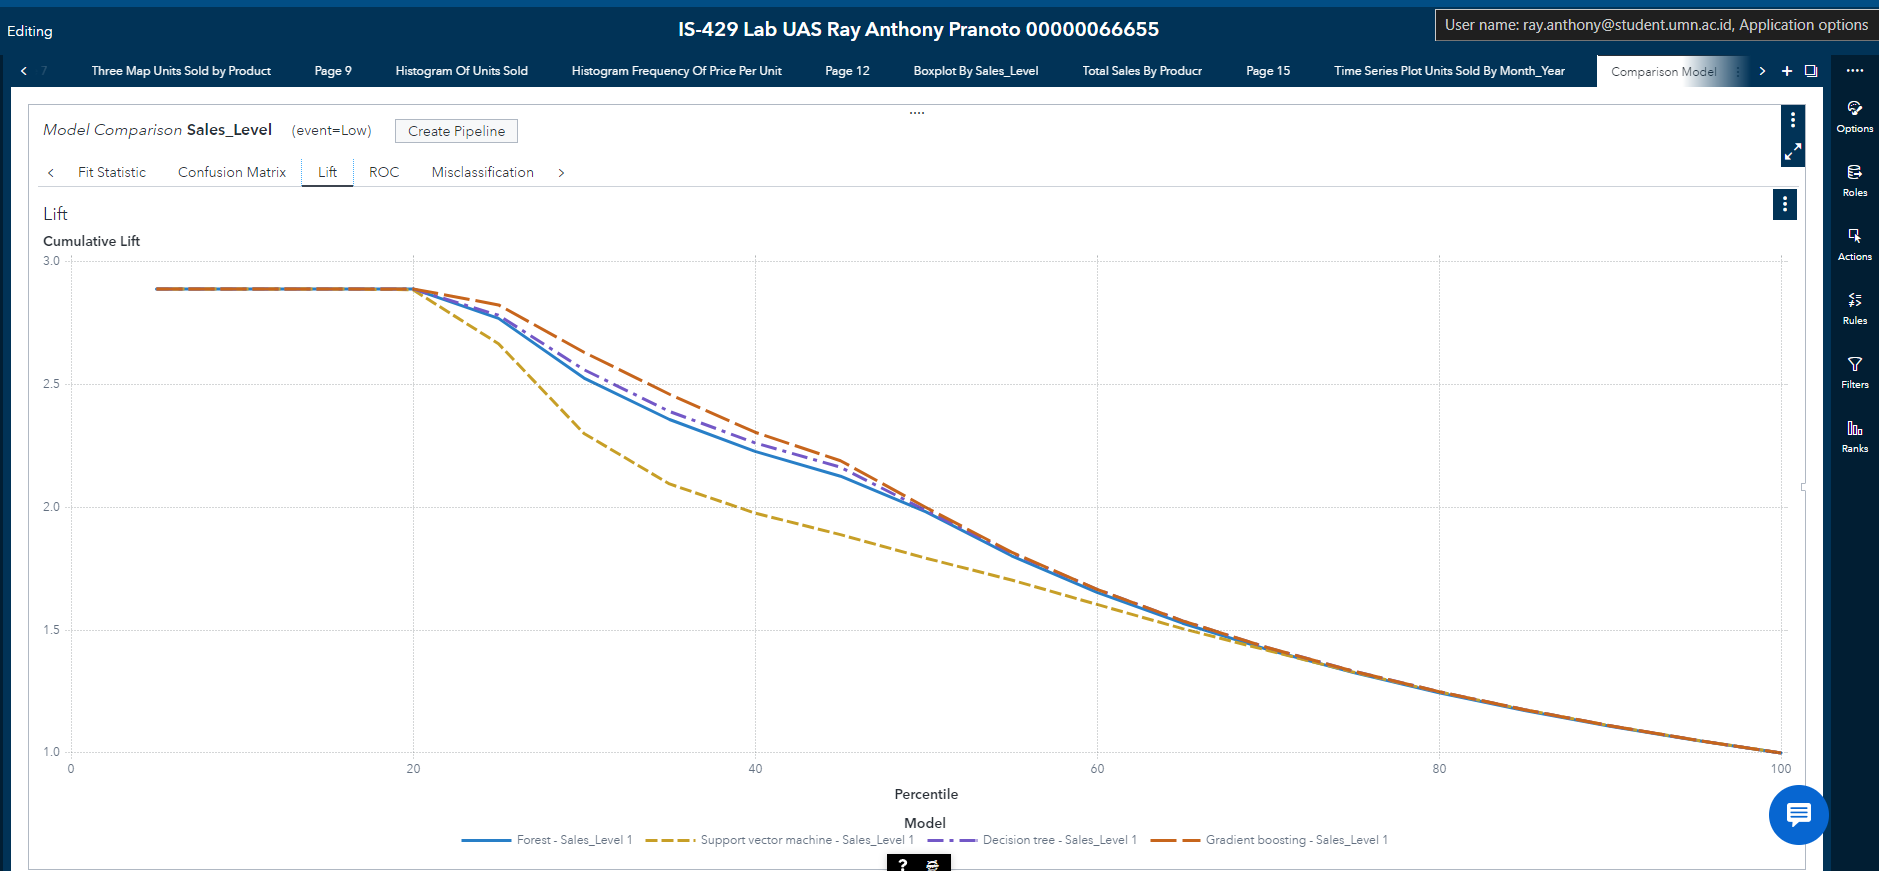 IS-429 Lab UAS Ray Anthony Pranoto 00000066655
Editing
User name: ray.anthony@student.umn.ac.id, Application options
7
Three Map Units Sold by Product
Page 9
Histogram Of Units Sold
Histogram Frequency Of Price Per Unit
Page 12
Boxplot By Sales_Level
Total Sales By Producr
Page 15
Time Series Plot Units Sold By Month_Year
Comparison Model
Options
Roles
Actions
Rules
Filters
Ranks
Model Comparison Sales_Level (event=Low)
Create Pipeline
Fit Statistic
Confusion Matrix
Lift
ROC
Misclassification
Lift
Cumulative Lift
3.0
2.5
2.0
1.5
1.0
0
20
40
60
80
100
Percentile
Model
Forest - Sales_Level 1
Support vector machine - Sales_Level 1
Decision tree - Sales_Level 1
Gradient boosting - Sales_Level 1
?